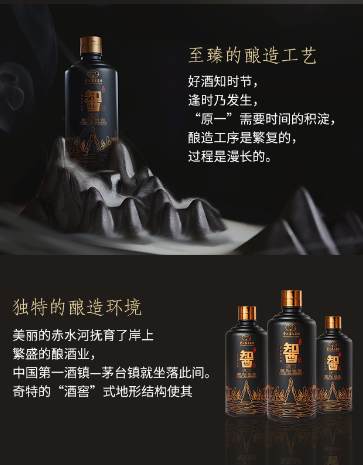 至臻的酿造工艺
好酒知时节，
逢时乃发生，
“原一”需要时间的积淀，
酿造工序是繁复的，
过程是漫长的。
独特的酿造环境
美丽的赤水河抚育了岸上
繁盛的酿酒业，
中国第一酒镇—茅台镇就坐落此间。
奇特的“酒窖”式地形结构使其